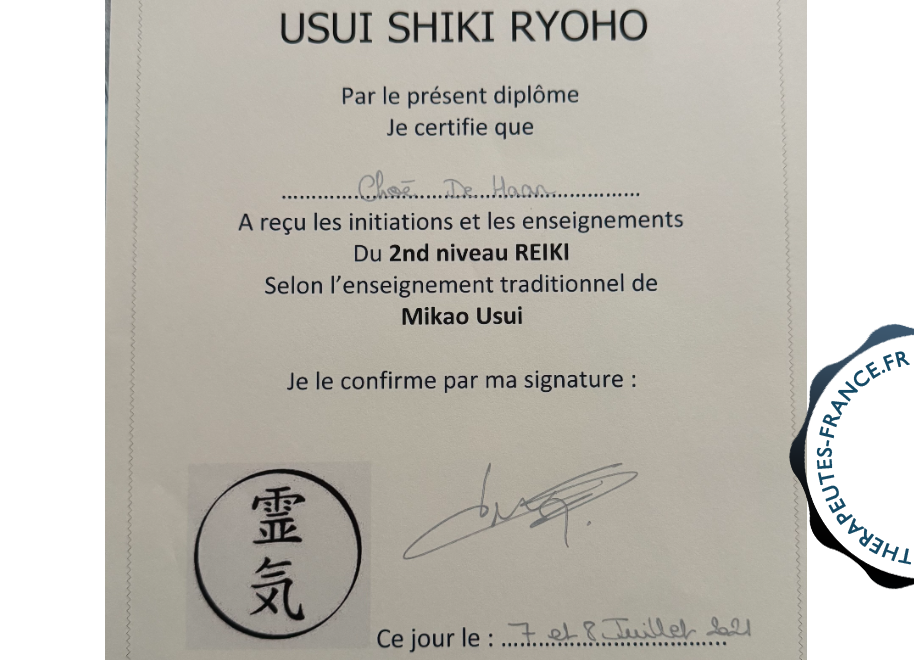 USUI SHIKI RYOHO
Par le présent diplôme
Je certifie que
Choé De Haan
A reçu les initiations et les enseignements
Du 2nd niveau REIKI
Selon l'enseignement traditionnel de
Mikao Usui
Je le confirme par ma signature :
霊
気
Ce jour le : 7 et 8 Juillet 2021
THERAPEUTES-FRANCE.FR